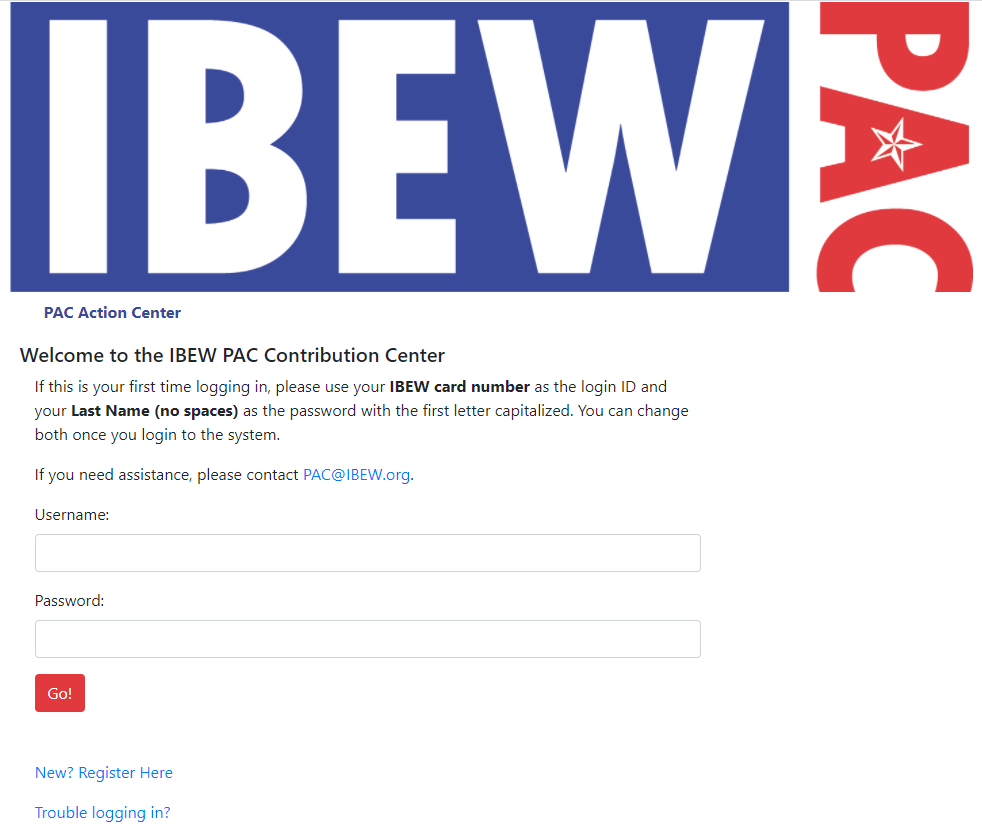 IBEW PAC
PAC Action Center
Welcome to the IBEW PAC Contribution Center
If this is your first time logging in, please use your IBEW card number as the login ID and
your Last Name (no spaces) as the password with the first letter capitalized. You can change
both once you login to the system.
If you need assistance, please contact PAC@IBEW.org.
Username:
Password:
Go!
New? Register Here
Trouble logging in?